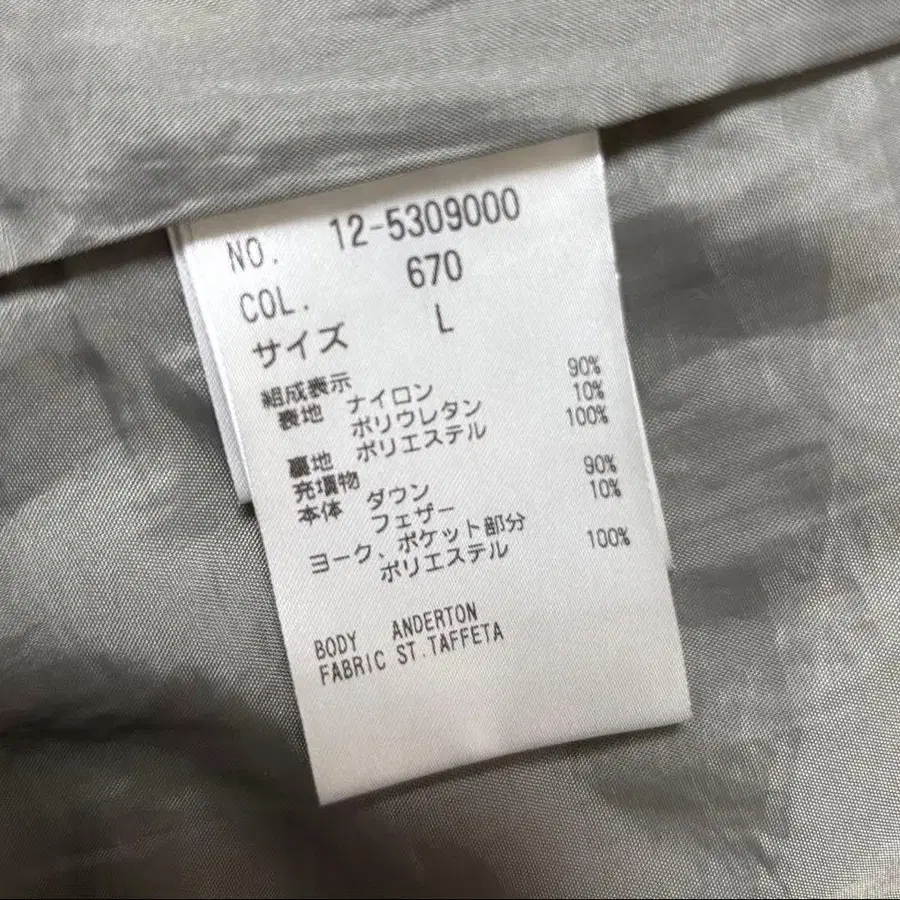 NO. 12-5309000
COL. 670
サイズ L
組成表示
表地 ナイロン 90%
ポリウレタン 10%
裏地 ポリエステル 100%
充填物
本体 ダウン 90%
フェザー 10%
ヨーク、ポケット部分
ポリエステル 100%
BODY ANDERTON
FABRIC ST.TAFFETA